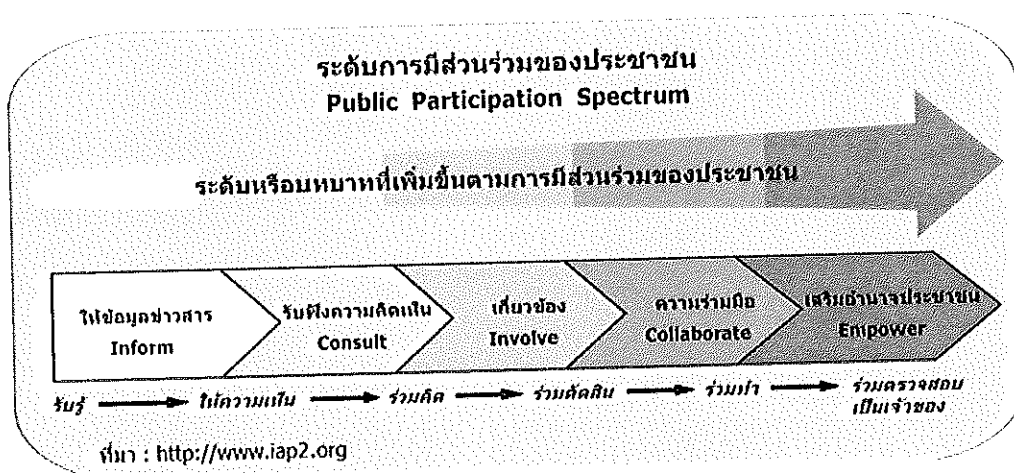 ระดับการมีส่วนร่วมของประชาชน
Public Participation Spectrum
ระดับหรือบทบาทที่เพิ่มขึ้นตามการมีส่วนร่วมของประชาชน
ให้ข้อมูลข่าวสาร
Inform
รับฟังความคิดเห็น
Consult
เกี่ยวข้อง
Involve
ความร่วมมือ
Collaborate
เสริมอำนาจประชาชน
Empower
รับรู้ ให้ความเห็น ร่วมคิด ร่วมตัดสิน ร่วมทำ ร่วมตรวจสอบ
เป็นเจ้าของ
ที่มา : http://www.iap2.org